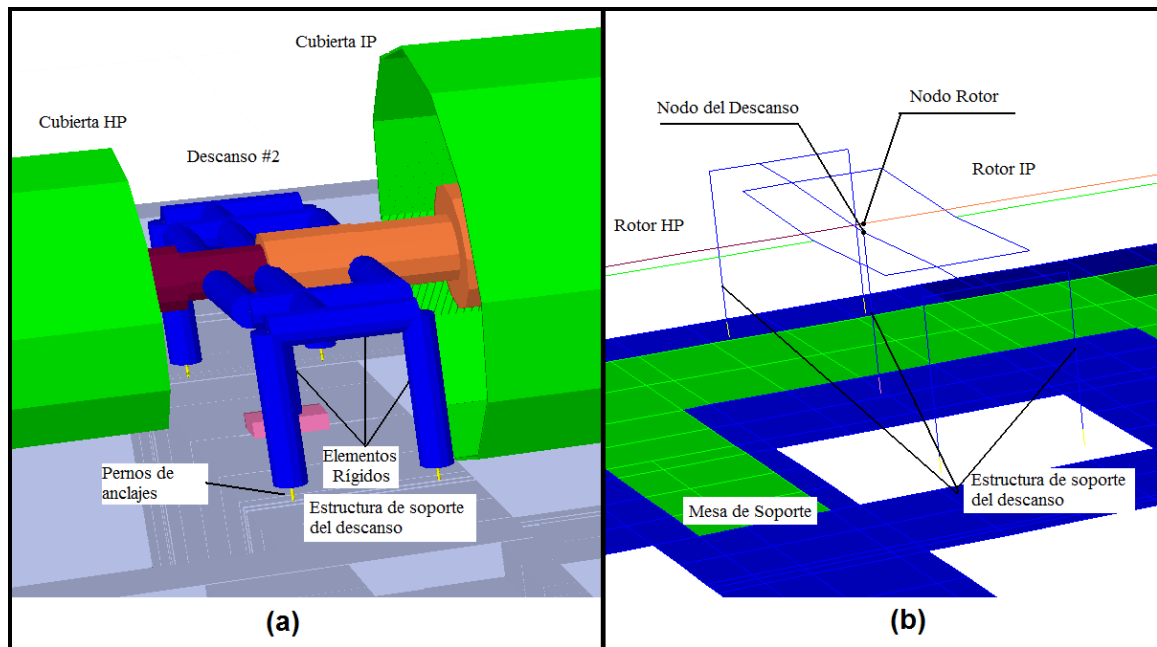 Cubierta IP
Cubierta HP
Descanso #2
Pernos de
anclajes
Elementos
Rígidos
Estructura de soporte
del descanso
(a)
Nodo del Descanso
Nodo Rotor
Rotor IP
Rotor HP
Mesa de Soporte
Estructura de soporte
del descanso
(b)